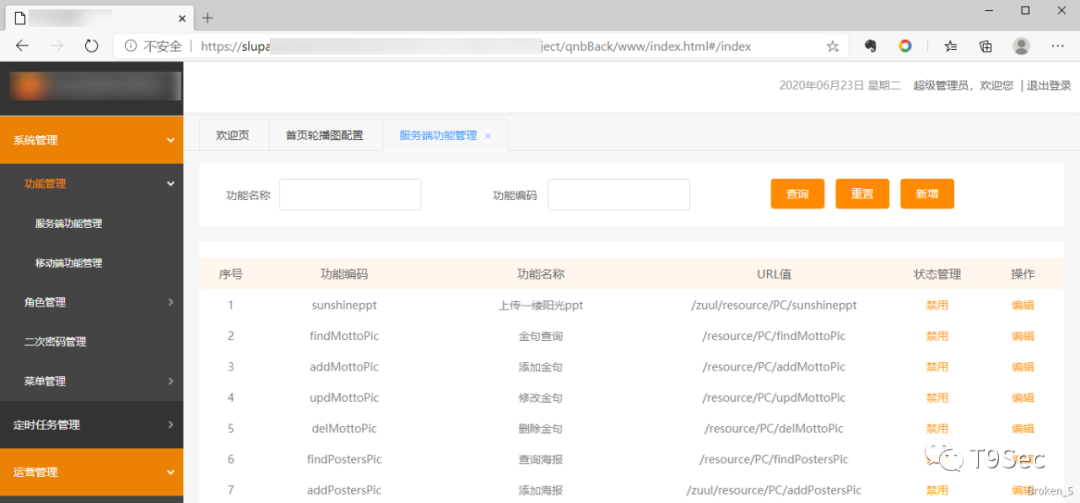 不安全 | https://slupa ject/qnbBack/www/index.html#/index
2020年06月23日 星期二 超级管理员，欢迎您 | 退出登录
系统管理
功能管理
服务端功能管理
移动端功能管理
角色管理
二次密码管理
菜单管理
定时任务管理
运营管理
欢迎页 首页轮播图配置 服务端功能管理 ×
功能名称 功能编码 查询 重置 新增
序号 功能编码 功能名称 URL值 状态管理 操作
1 sunshineppt 上传一缕阳光ppt /zuul/resource/PC/sunshineppt 禁用 编辑
2 findMottoPic 金句查询 /resource/PC/findMottoPic 禁用 编辑
3 addMottoPic 添加金句 /resource/PC/addMottoPic 禁用 编辑
4 updMottoPic 修改金句 /resource/PC/updMottoPic 禁用 编辑
5 delMottoPic 删除金句 /resource/PC/delMottoPic 禁用 编辑
6 findPostersPic 查询海报 /resource/PC/findPostersPic
7 addPostersPic 添加海报 /zuul/resource/PC/addPostersPic 禁用 编辑
T9Sec
Broken_5